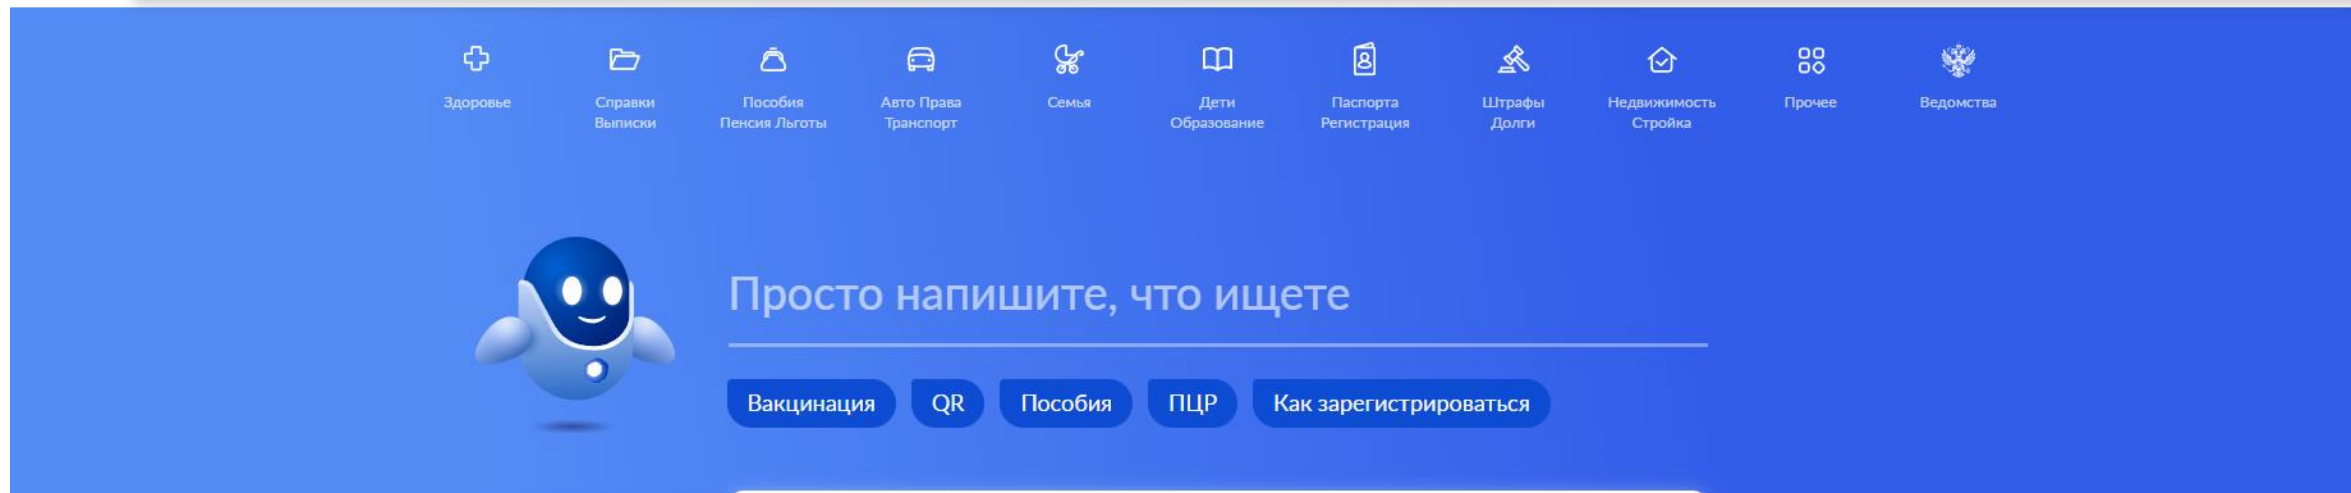 Здоровье
Справки
Выписки
Пособия
Пенсия Льготы
Авто Права
Транспорт
Семья
Дети
Образование
Паспорта
Регистрация
Штрафы
Долги
Недвижимость
Стройка
Прочее
Ведомства
Просто напишите, что ищете
Вакцинация
QR
Пособия
ПЦР
Как зарегистрироваться